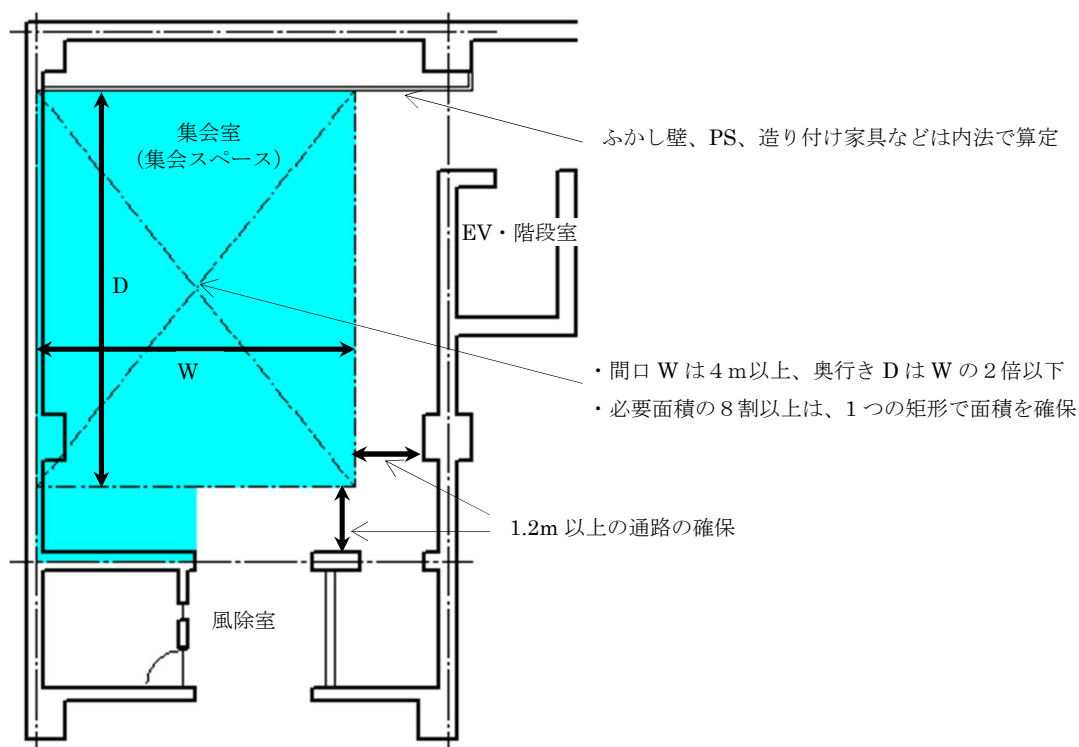 集会室
(集会スペース)
ふかし壁、PS、造り付け家具などは内法で算定
EV・階段室
D
W
・間口 W は４ｍ以上、奥行き D は W の２倍以下
・必要面積の８割以上は、１つの矩形で面積を確保
1.2m 以上の通路の確保
風除室